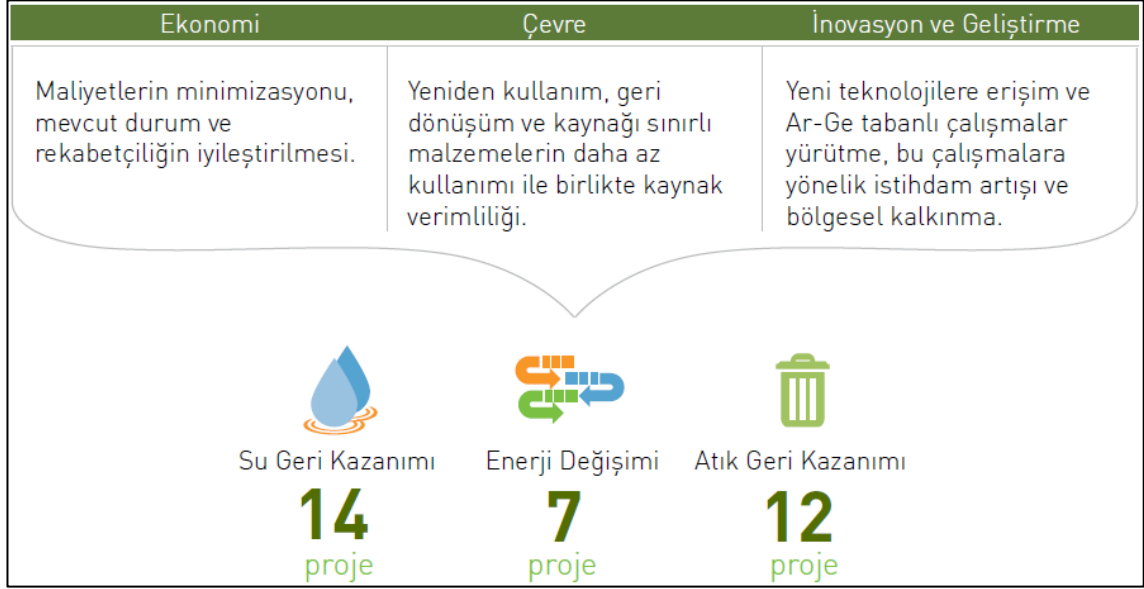 Ekonomi
Çevre
İnovasyon ve Geliştirme
Maliyetlerin minimizasyonu,
mevcut durum ve
rekabetçiliğin iyileştirilmesi.
Yeniden kullanım, geri
dönüşüm ve kaynağı sınırlı
malzemelerin daha az
kullanımı ile birlikte kaynak
verimliliği.
Yeni teknolojilere erişim ve
Ar-Ge tabanlı çalışmalar
yürütme, bu çalışmalara
yönelik istihdam artışı ve
bölgesel kalkınma.
Su Geri Kazanımı
14
proje
Enerji Değişimi
7
proje
Atık Geri Kazanımı
12
proje